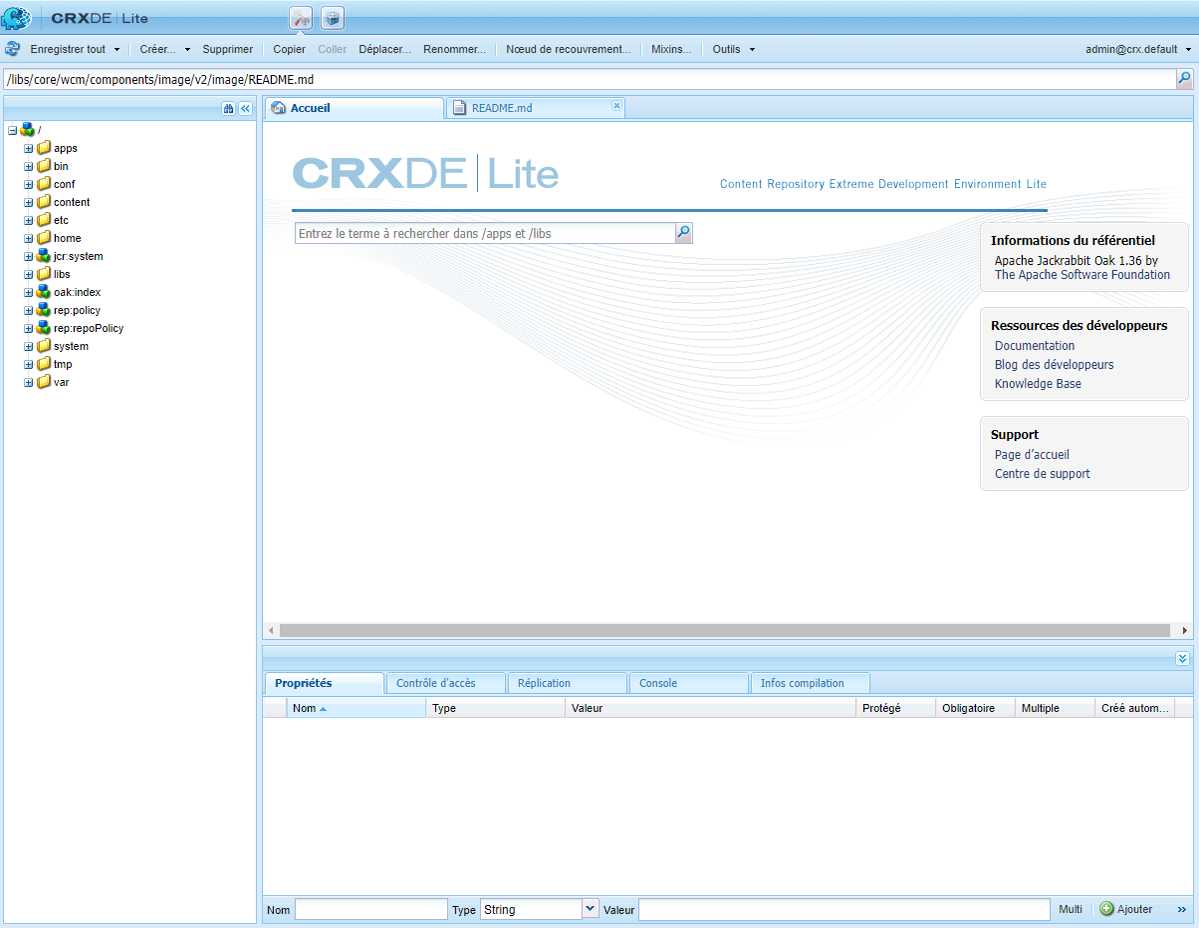 CRXDE | Lite
Enregistrer tout Créer... Supprimer Copier Coller Déplacer... Renommer... Nœud de recouvrement... Mixins... Outils admin@crx.default
/libs/core/wcm/components/image/v2/image/README.md
Accueil README.md
/
apps
bin
conf
content
etc
home
jcr:system
libs
oak:index
rep:policy
rep:repoPolicy
system
tmp
var
CRXDE | Lite
Content Repository Extreme Development Environment Lite
Entrez le terme à rechercher dans /apps et /libs
Informations du référentiel
Apache Jackrabbit Oak 1.36 by
The Apache Software Foundation
Ressources des développeurs
Documentation
Blog des développeurs
Knowledge Base
Support
Page d’accueil
Centre de support
Propriétés Contrôle d'accès Réplication Console Infos compilation
Nom Type Valeur Protégé Obligatoire Multiple Créé autom...
Nom Type String Valeur Multi Ajouter